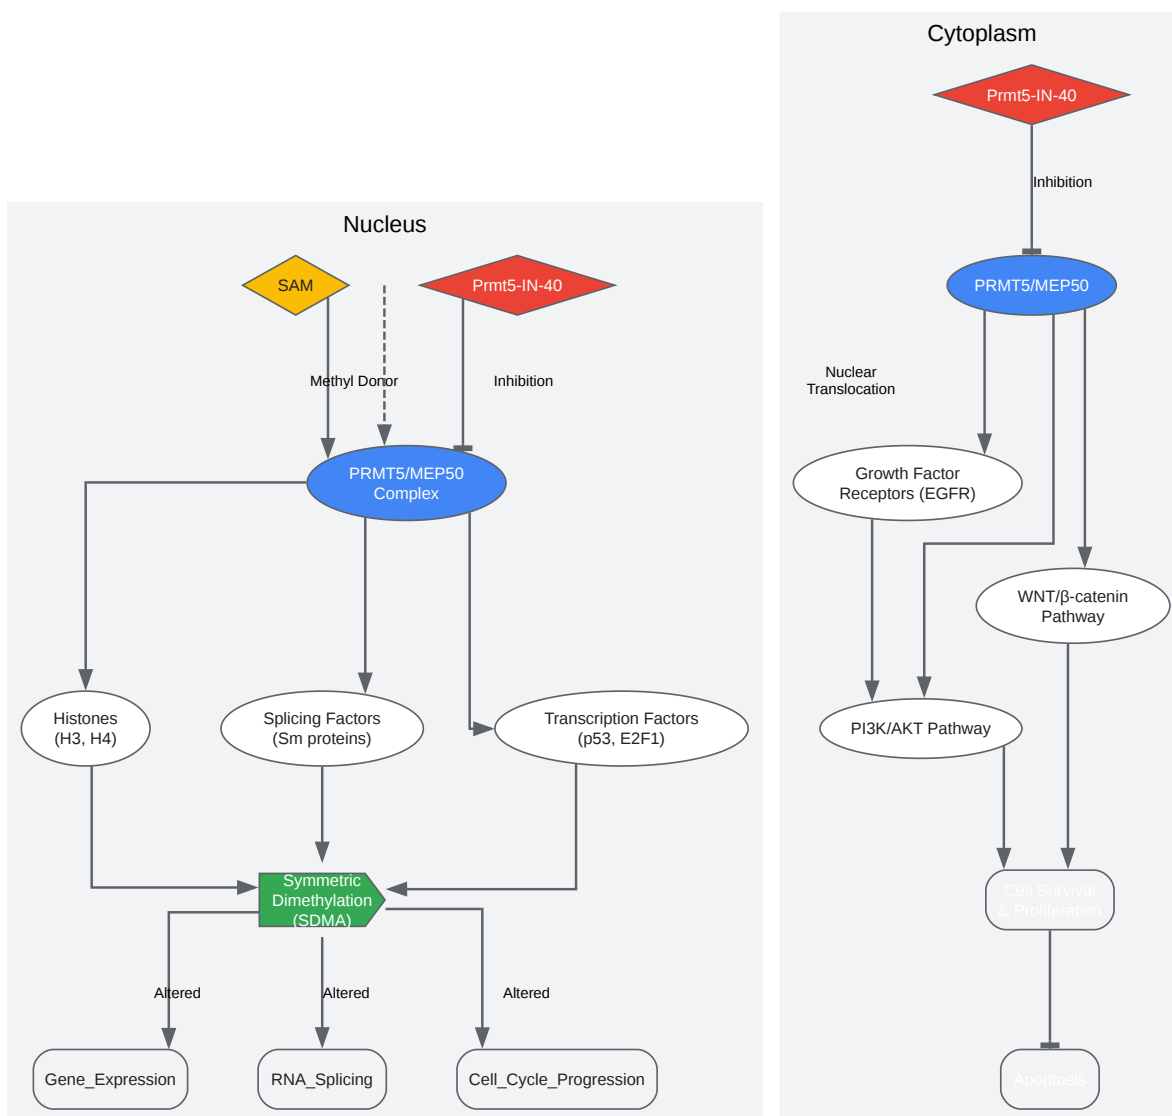 Cytoplasm
Prmt5-IN-40
Inhibition
Nucleus
SAM
Prmt5-IN-40
PRMT5/MEP50
Methyl Donor
Inhibition
Nuclear
Translocation
PRMT5/MEP50
Complex
Growth Factor
Receptors (EGFR)
WNT/β-catenin
Pathway
Histones
(H3, H4)
Splicing Factors
(Sm proteins)
Transcription Factors
(p53, E2F1)
PI3K/AKT Pathway
Symmetric
Dimethylation
(SDMA)
Cell Survival
& Proliferation
Altered
Altered
Altered
Gene_Expression
RNA_Splicing
Cell_Cycle_Progression
Apoptosis